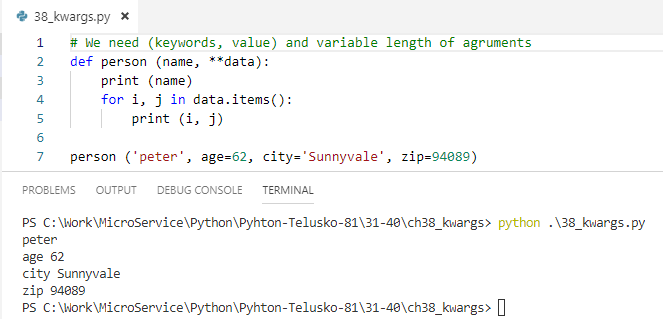 38_kwargs.py ×
1 # We need (keywords, value) and variable length of agruments
2 def person (name, **data):
3 print (name)
4 for i, j in data.items():
5 print (i, j)
6
7 person ('peter', age=62, city='Sunnyvale', zip=94089)
PROBLEMS OUTPUT DEBUG CONSOLE TERMINAL
PS C:\Work\MicroService\Python\Pyhton-Telusko-81\31-40\ch38_kwargs> python .\38_kwargs.py
peter
age 62
city Sunnyvale
zip 94089
PS C:\Work\MicroService\Python\Pyhton-Telusko-81\31-40\ch38_kwargs>